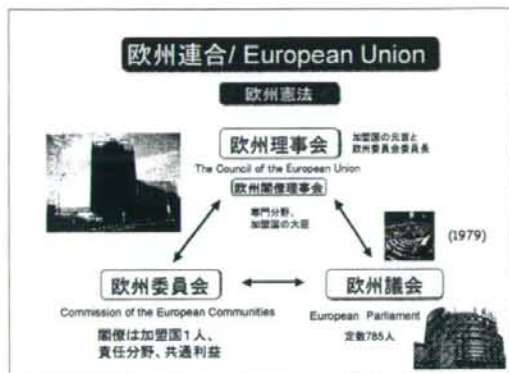 欧州連合/ European Union
欧州憲法
欧州理事会
加盟国の元首と
欧州委員会委員長
The Council of the European Union
欧州閣僚理事会
専門分野、
加盟国の大臣
(1979)
欧州委員会
欧州議会
Commission of the European Communities
European Parliament
閣僚は加盟国1人、
責任分野、共通利益
定数785人